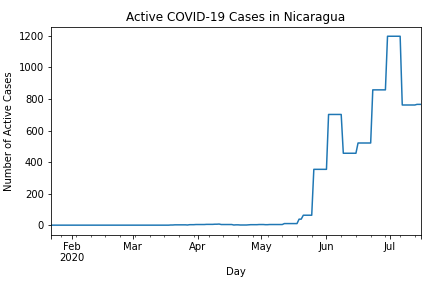 Active COVID-19 Cases in Nicaragua
Number of Active Cases
1200
1000
800
600
400
200
0
Feb Mar Apr May Jun Jul
2020
Day